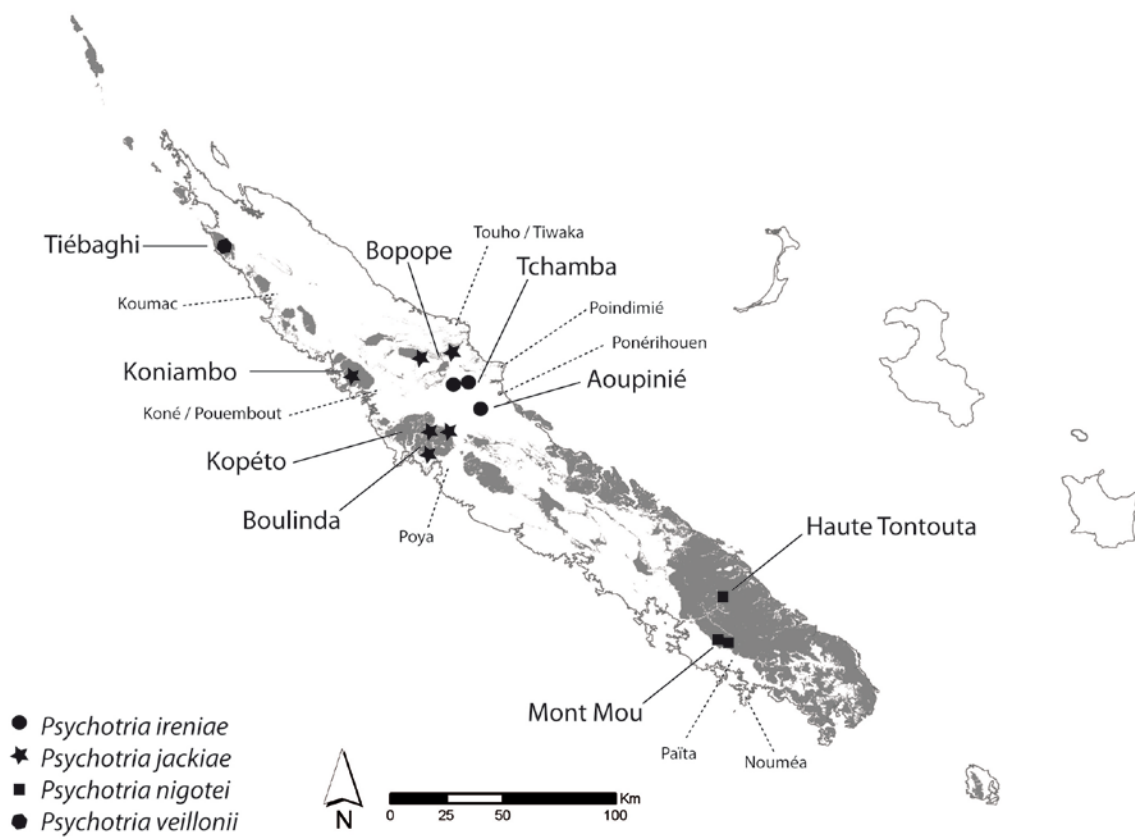 Touho / Tiwaka
Tiébaghi
Bopope
Tchamba
Koumac
Poindimié
Ponérihouen
Koniambo
Aoupinié
Koné / Pouembout
Kopéto
Boulinda
Poya
Haute Tontouta
Mont Mou
Païta
Nouméa
Psychotria ireniae
Psychotria jackiae
Psychotria nigotei
Psychotria veillonii
N
Km
0 25 50 100